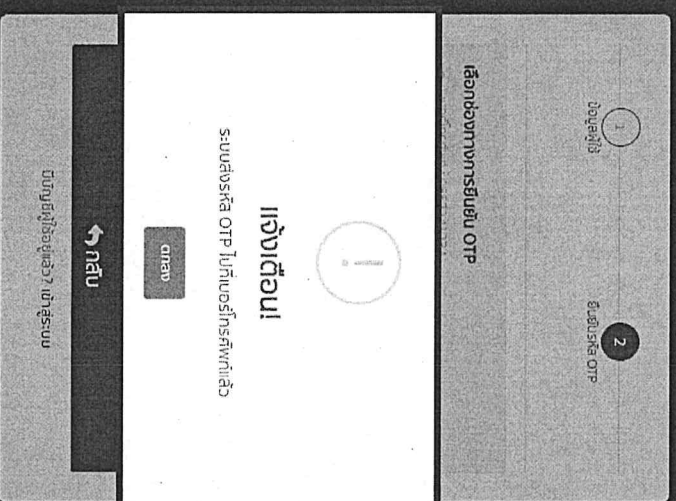 1
2
ข้อมูลผู้ใช้
ยืนยันรหัส OTP
เลือกช่องทางการยืนยัน OTP
แจ้งเตือน!
ระบบส่งรหัส OTP ไปที่เบอร์โทรศัพท์แล้ว
ตกลง
กลับ
มีบัญชีผู้ใช้อยู่แล้ว? เข้าสู่ระบบ